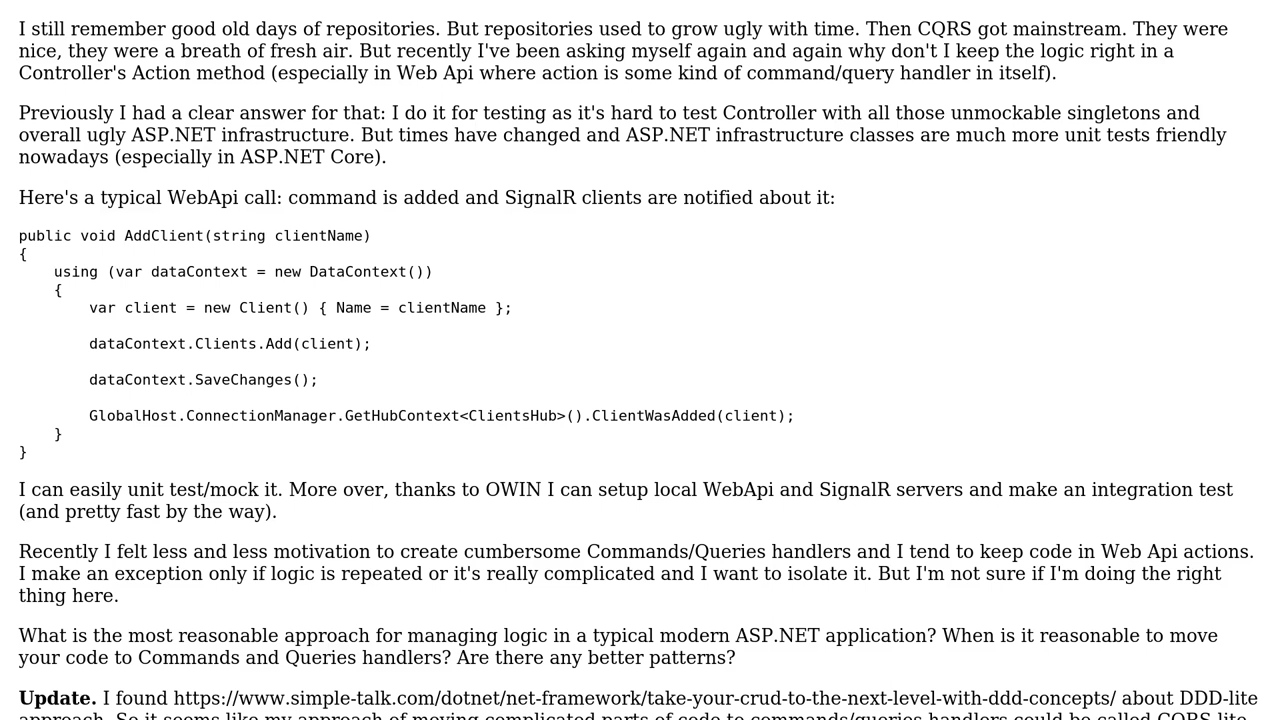 I still remember good old days of repositories. But repositories used to grow ugly with time. Then CQRS got mainstream. They were
nice, they were a breath of fresh air. But recently I've been asking myself again and again why don't I keep the logic right in a
Controller's Action method (especially in Web Api where action is some kind of command/query handler in itself).
Previously I had a clear answer for that: I do it for testing as it's hard to test Controller with all those unmockable singletons and
overall ugly ASP.NET infrastructure. But times have changed and ASP.NET infrastructure classes are much more unit tests friendly
nowadays (especially in ASP.NET Core).
Here's a typical WebApi call: command is added and SignalR clients are notified about it:
public void AddClient(string clientName)
{
    using (var dataContext = new DataContext())
    {
        var client = new Client() { Name = clientName };
        dataContext.Clients.Add(client);
        dataContext.SaveChanges();
        GlobalHost.ConnectionManager.GetHubContext<ClientsHub>().ClientWasAdded(client);
    }
}
I can easily unit test/mock it. More over, thanks to OWIN I can setup local WebApi and SignalR servers and make an integration test
(and pretty fast by the way).
Recently I felt less and less motivation to create cumbersome Commands/Queries handlers and I tend to keep code in Web Api actions.
I make an exception only if logic is repeated or it's really complicated and I want to isolate it. But I'm not sure if I'm doing the right
thing here.
What is the most reasonable approach for managing logic in a typical modern ASP.NET application? When is it reasonable to move
your code to Commands and Queries handlers? Are there any better patterns?
Update. I found https://www.simple-talk.com/dotnet/net-framework/take-your-crud-to-the-next-level-with-ddd-concepts/ about DDD-lite
approach. So it seems like my approach of moving complicated parts of code to commands/queries handlers could be called CQRS-lite.